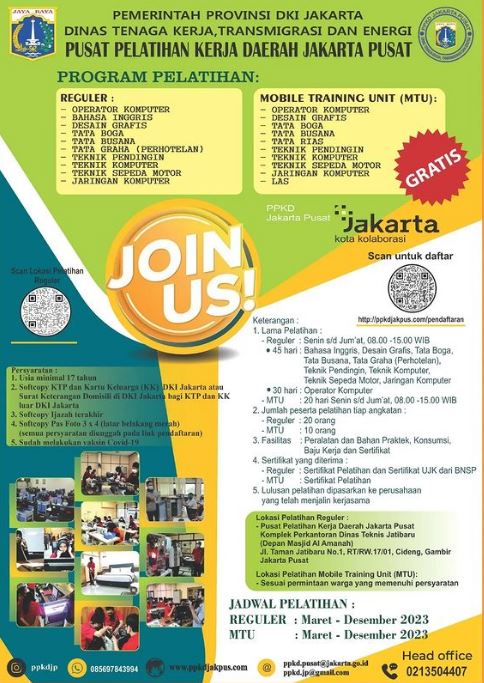 JAYA RAYA
PEMERINTAH PROVINSI DKI JAKARTA
DINAS TENAGA KERJA,TRANSMIGRASI DAN ENERGI
PUSAT PELATIHAN KERJA DAERAH JAKARTA PUSAT
PROGRAM PELATIHAN:
REGULER :
- OPERATOR KOMPUTER
- BAHASA INGGRIS
- DESAIN GRAFIS
- TATA BOGA
- TATA BUSANA
- TATA GRAHA (PERHOTELAN)
- TEKNIK PENDINGIN
- TEKNIK KOMPUTER
- TEKNIK SEPEDA MOTOR
- JARINGAN KOMPUTER
MOBILE TRAINING UNIT (MTU):
- OPERATOR KOMPUTER
- DESAIN GRAFIS
- TATA BOGA
- TATA BUSANA
- TATA RIAS
- TEKNIK PENDINGIN
- TEKNIK KOMPUTER
- TEKNIK SEPEDA MOTOR
- JARINGAN KOMPUTER
- LAS
GRATIS
PPKD
Jakarta Pusat
jakarta
kota kolaborasi
JOIN
US!
Scan Lokasi Pelatihan
Reguler
Scan untuk daftar
http://ppkdjakpus.com/pendaftaran
Persyaratan :
1. Usia minimal 17 tahun
2. Softcopy KTP dan Kartu Keluarga (KK) DKI Jakarta atau
Surat Keterangan Domisili di DKI Jakarta bagi KTP dan KK
luar DKI Jakarta
3. Softcopy Ijazah terakhir
4. Softcopy Pas Foto 3 x 4 (latar belakang merah)
(semua persyaratan diunggah pada link pendaftaran)
5. Sudah melakukan vaksin Covid-19
Keterangan :
1. Lama Pelatihan :
- Reguler : Senin s/d Jum'at, 08.00 -15.00 WIB
• 45 hari : Bahasa Inggris, Desain Grafis, Tata Boga,
Tata Busana, Tata Graha (Perhotelan),
Teknik Pendingin, Teknik Komputer,
Teknik Sepeda Motor, Jaringan Komputer
• 30 hari : Operator Komputer
- MTU : 20 hari Senin s/d Jum'at, 08.00 -15.00 WIB
2. Jumlah peserta pelatihan tiap angkatan :
- Reguler : 20 orang
- MTU : 10 orang
3. Fasilitas : Peralatan dan Bahan Praktek, Konsumsi,
Baju Kerja dan Sertifikat
4. Sertifikat yang diterima :
- Reguler : Sertifikat Pelatihan dan Sertifikat UJK dari BNSP
- MTU : Sertifikat Pelatihan
5. Lulusan pelatihan dipasarkan ke perusahaan
yang telah menjalin kerjasama
Lokasi Pelatihan Reguler :
- Pusat Pelatihan Kerja Daerah Jakarta Pusat
Komplek Perkantoran Dinas Teknis Jatibaru
(Depan Masjid Al Amanah)
Jl. Taman Jatibaru No.1, RT/RW.17/01, Cideng, Gambir
Jakarta Pusat
Lokasi Pelatihan Mobile Training Unit (MTU):
- Sesuai permintaan warga yang memenuhi persyaratan
JADWAL PELATIHAN :
REGULER : Maret - Desember 2023
MTU : Maret - Desember 2023
ppkdjp
085697843994
www.ppkdjakpus.com
ppkd.pusat@jakarta.go.id
ppkd.jp@gmail.com
Head office
0213504407